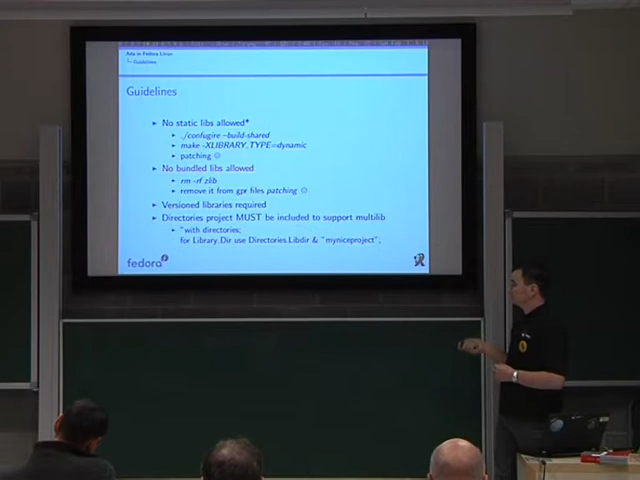 Ada in Fedora Linux
Guidelines
Guidelines
No static libs allowed*
./confugire --build-shared
make -XLIBRARY_TYPE=dynamic
patching ☹
No bundled libs allowed
rm -rf zlib
remove it from gpr files patching ☹
Versioned libraries required
Directories project MUST be included to support multilib
"with directories;
for Library_Dir use Directories.Libdir & "myniceproject";
fedora